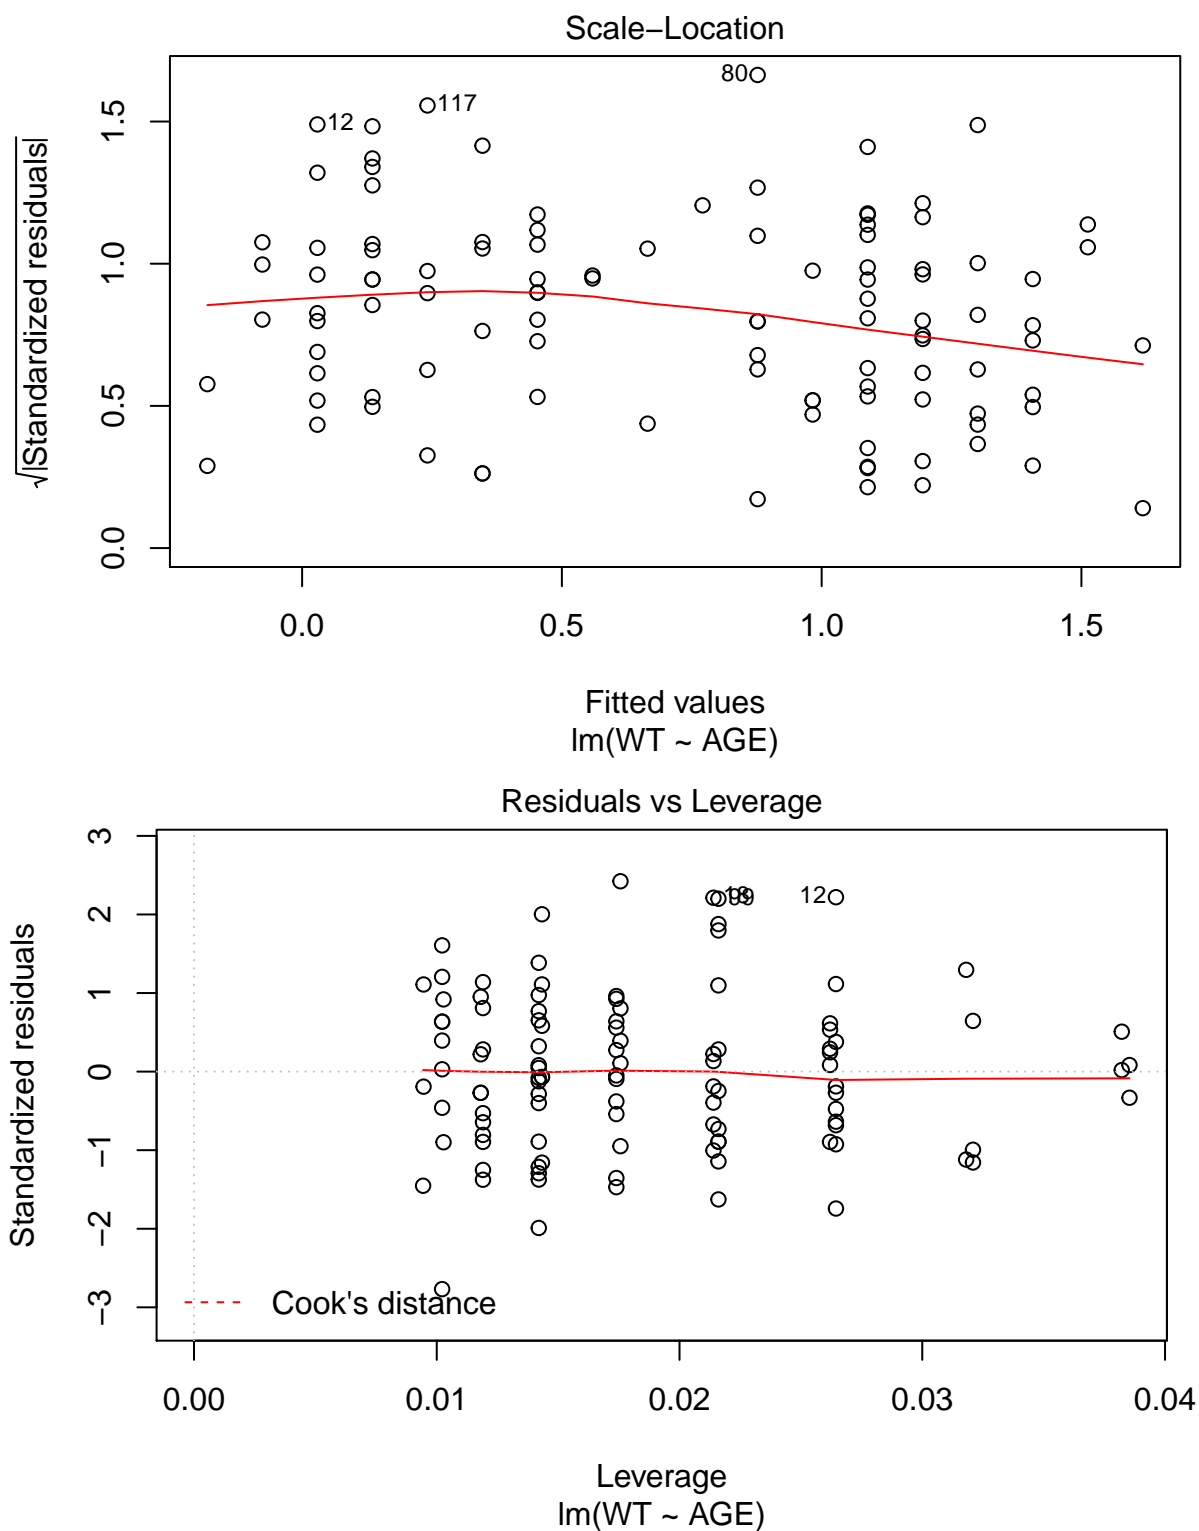 Scale−Location
80
117
12
√|Standardized residuals|
1.5
1.0
0.5
0.0
0.0 0.5 1.0 1.5
Fitted values
lm(WT ~ AGE)
Residuals vs Leverage
12
Standardized residuals
3
2
1
0
−1
−2
−3
Cook's distance
0.00 0.01 0.02 0.03 0.04
Leverage
lm(WT ~ AGE)